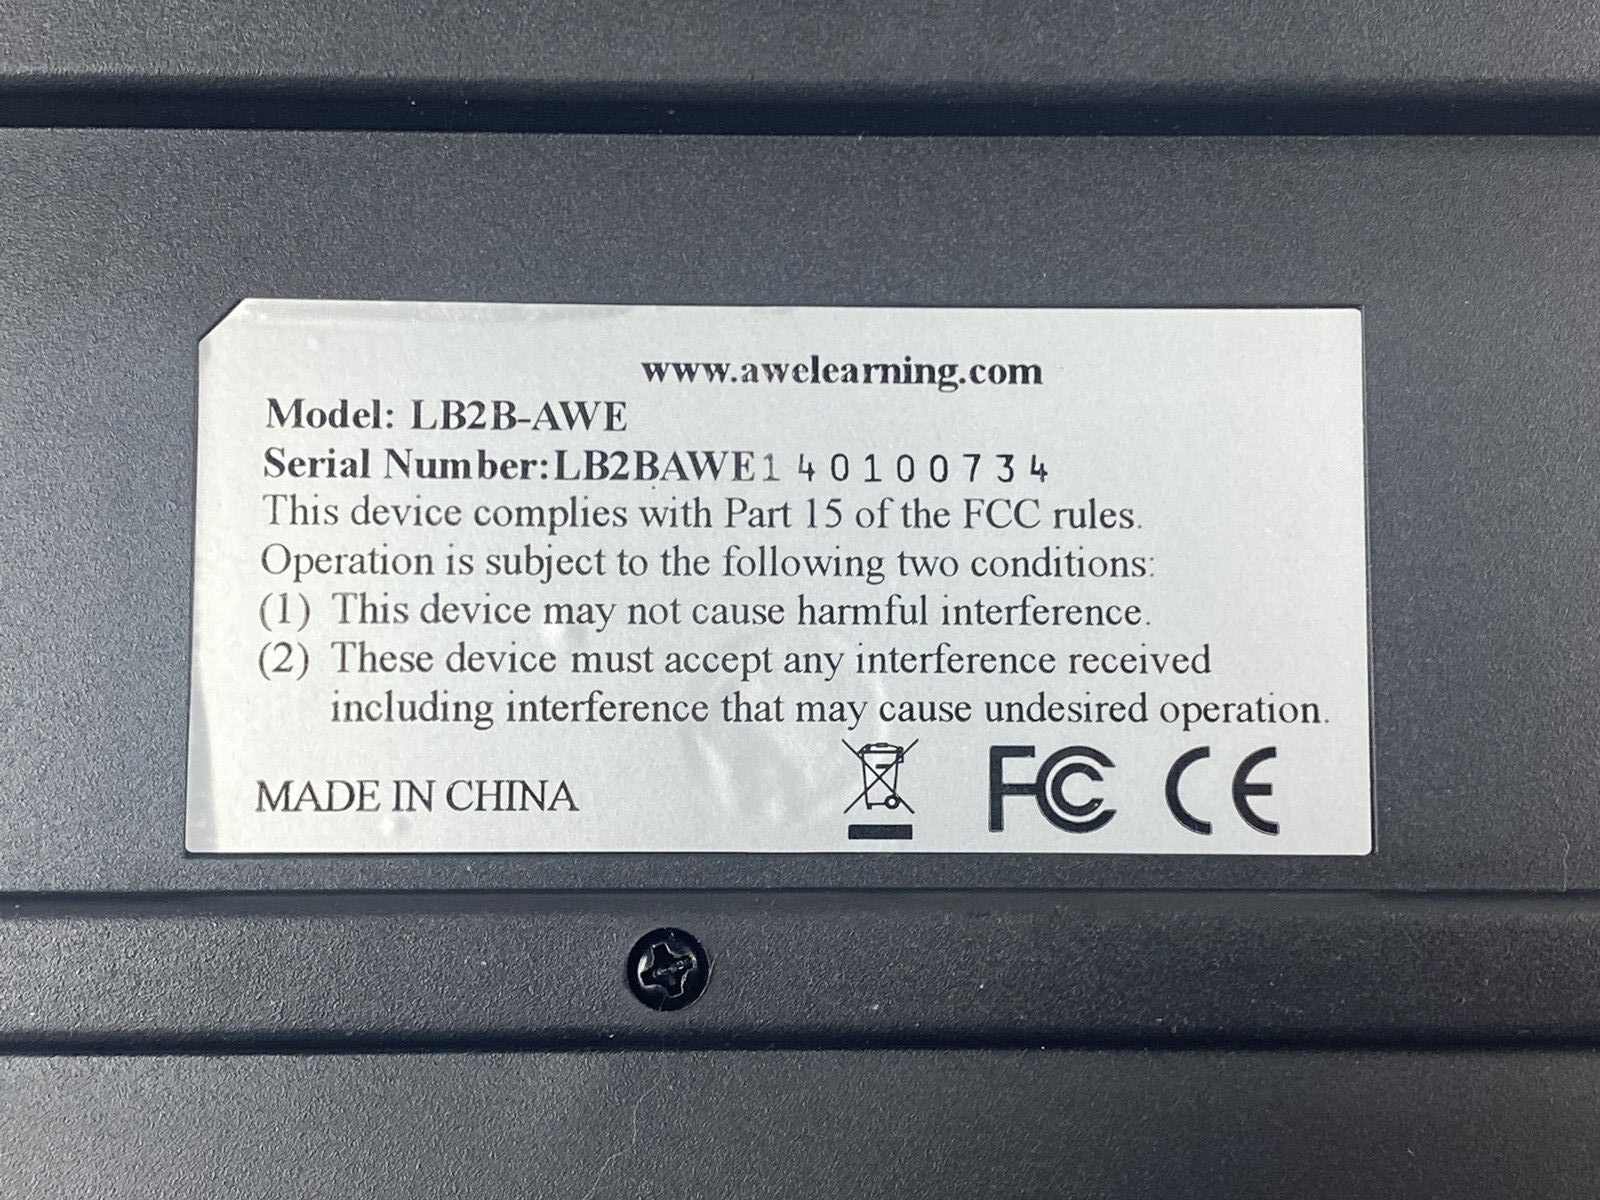 www.awelearning.com
Model: LB2B-AWE
Serial Number:LB2BAWE140100734
This device complies with Part 15 of the FCC rules.
Operation is subject to the following two conditions:
(1) This device may not cause harmful interference.
(2) These device must accept any interference received
including interference that may cause undesired operation.
MADE IN CHINA
FC CE